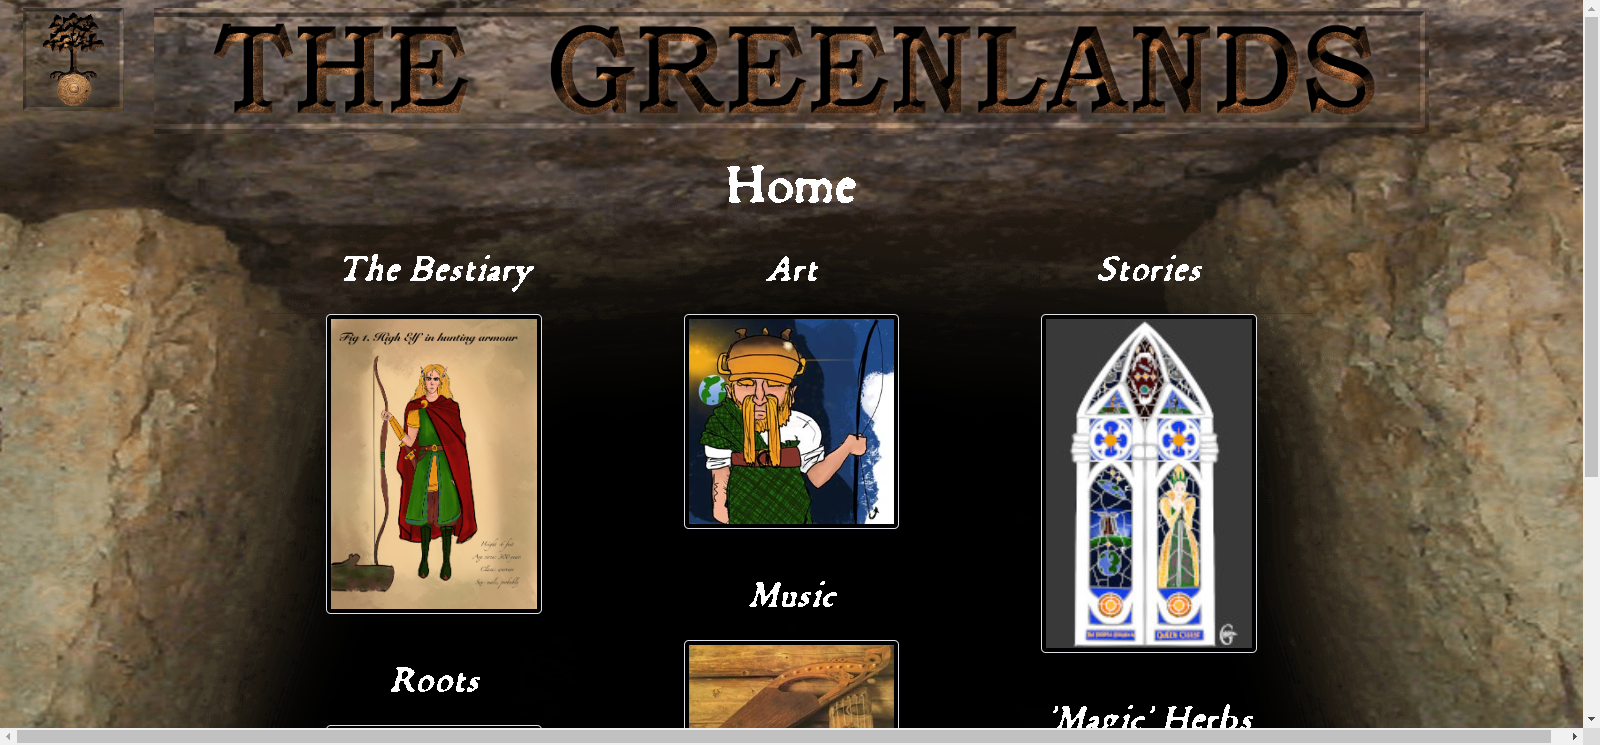 THE GREENLANDS
Home
The Bestiary
Art
Stories
Fig 1. High Elf in hunting armour
Music
Roots
'Magic' Herbs